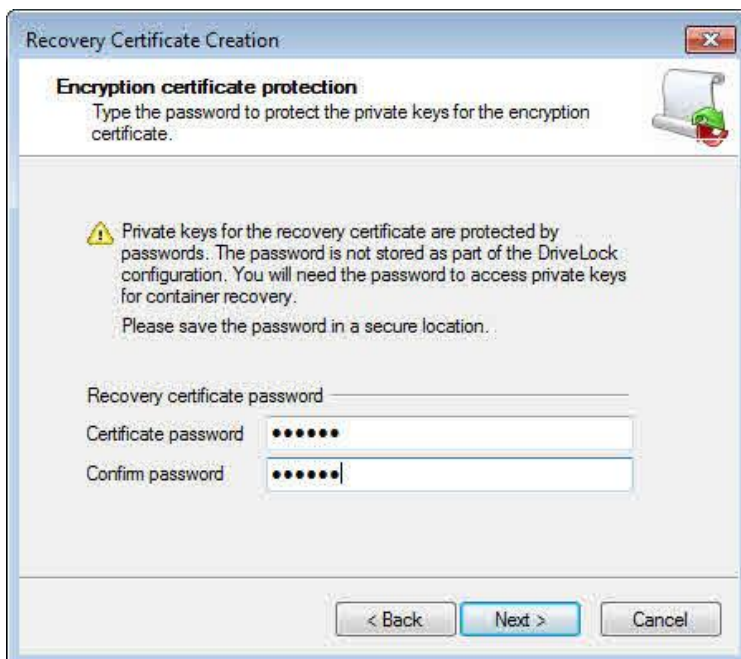 Recovery Certificate Creation
Encryption certificate protection
Type the password to protect the private keys for the encryption
certificate.
Private keys for the recovery certificate are protected by
passwords. The password is not stored as part of the DriveLock
configuration. You will need the password to access private keys
for container recovery.
Please save the password in a secure location.
Recovery certificate password
Certificate password ●●●●●●
Confirm password ●●●●●●
< Back Next > Cancel